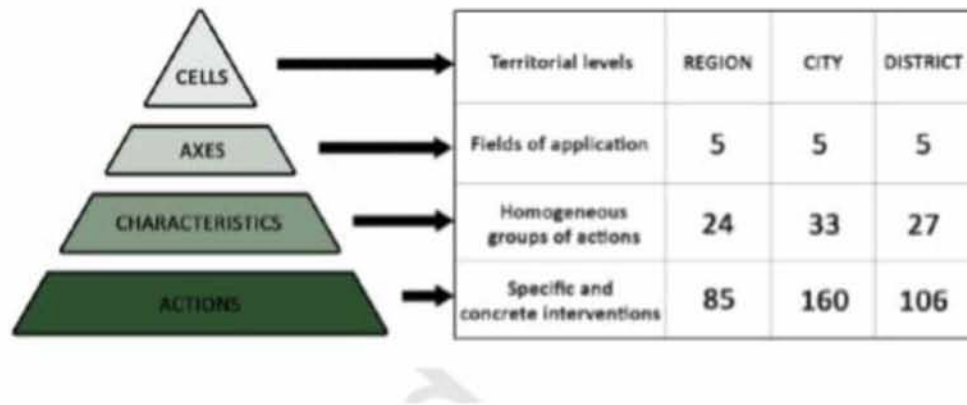 CELLS
Territorial levels REGION CITY DISTRICT
AXES
Fields of application 5 5 5
CHARACTERISTICS
Homogeneous
groups of actions 24 33 27
ACTIONS
Specific and
concrete interventions 85 160 106